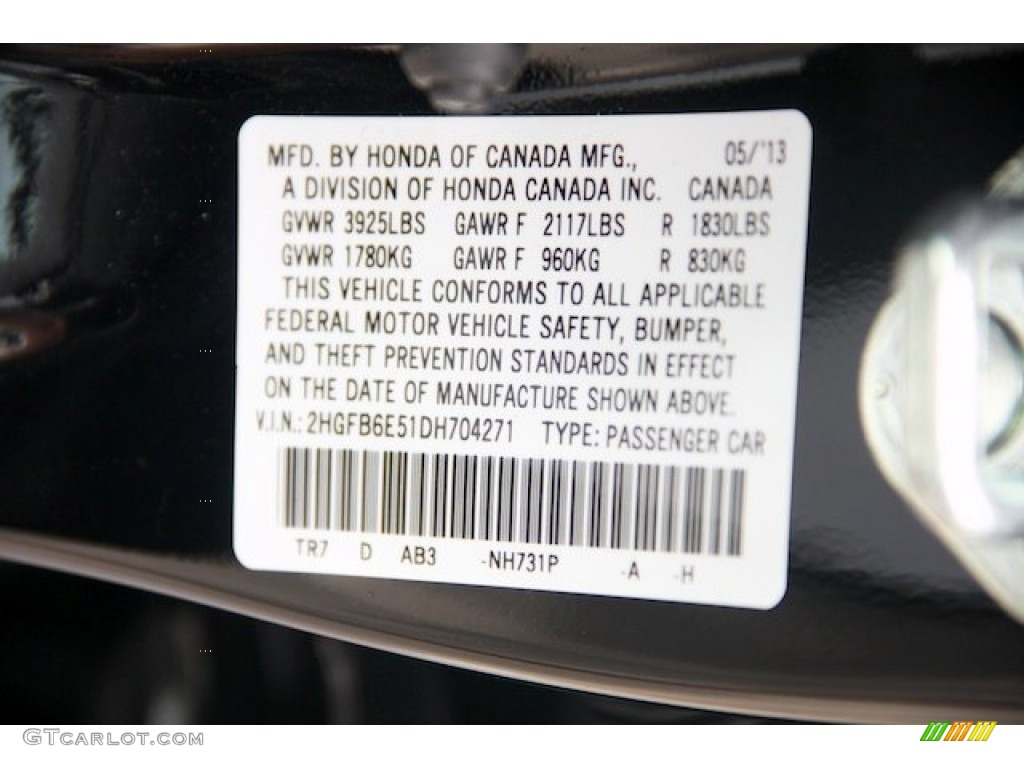 MFD. BY HONDA OF CANADA MFG., 05/'13
A DIVISION OF HONDA CANADA INC. CANADA
GVWR 3925LBS GAWR F 2117LBS R 1830LBS
GVWR 1780KG GAWR F 960KG R 830KG
THIS VEHICLE CONFORMS TO ALL APPLICABLE
FEDERAL MOTOR VEHICLE SAFETY, BUMPER,
AND THEFT PREVENTION STANDARDS IN EFFECT
ON THE DATE OF MANUFACTURE SHOWN ABOVE.
V.I.N.: 2HGFB6E51DH704271 TYPE: PASSENGER CAR
TR7 D AB3 -NH731P -A -H
GTCarlot.com